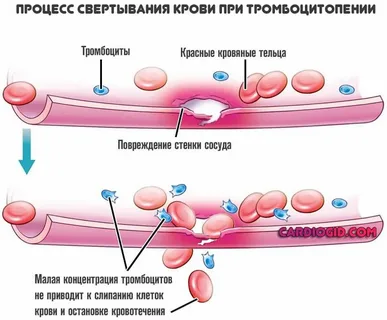 ПРОЦЕСС СВЕРТЫВАНИЯ КРОВИ ПРИ ТРОМБОЦИТОПЕНИИ
Тромбоциты
Красные кровяные тельца
Повреждение стенки сосуда
CARDIOGID.COM
Малая концентрация тромбоцитов
не приводит к слипанию клеток
крови и остановке кровотечения